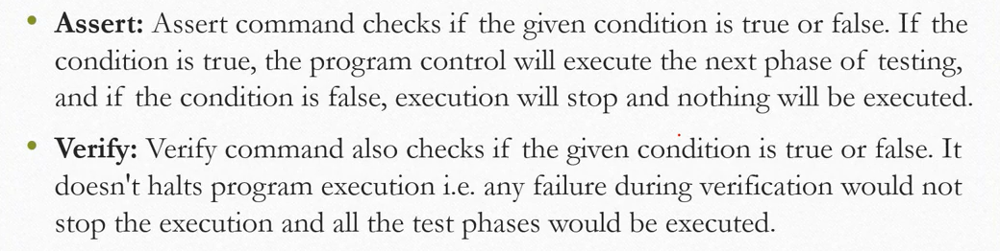 • Assert: Assert command checks if the given condition is true or false. If the
condition is true, the program control will execute the next phase of testing,
and if the condition is false, execution will stop and nothing will be executed.
• Verify: Verify command also checks if the given condition is true or false. It
doesn't halts program execution i.e. any failure during verification would not
stop the execution and all the test phases would be executed.